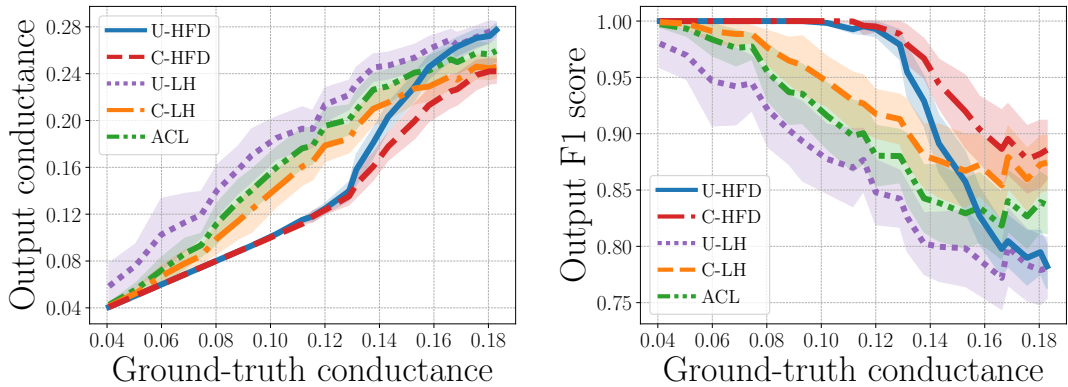 Output conductance
0.28
0.24
0.20
0.16
0.12
0.08
0.04
U-HFD
C-HFD
U-LH
C-LH
ACL
0.04 0.06 0.08 0.10 0.12 0.14 0.16 0.18
Ground-truth conductance
Output F1 score
1.00
0.95
0.90
0.85
0.80
0.75
U-HFD
C-HFD
U-LH
C-LH
ACL
0.04 0.06 0.08 0.10 0.12 0.14 0.16 0.18
Ground-truth conductance